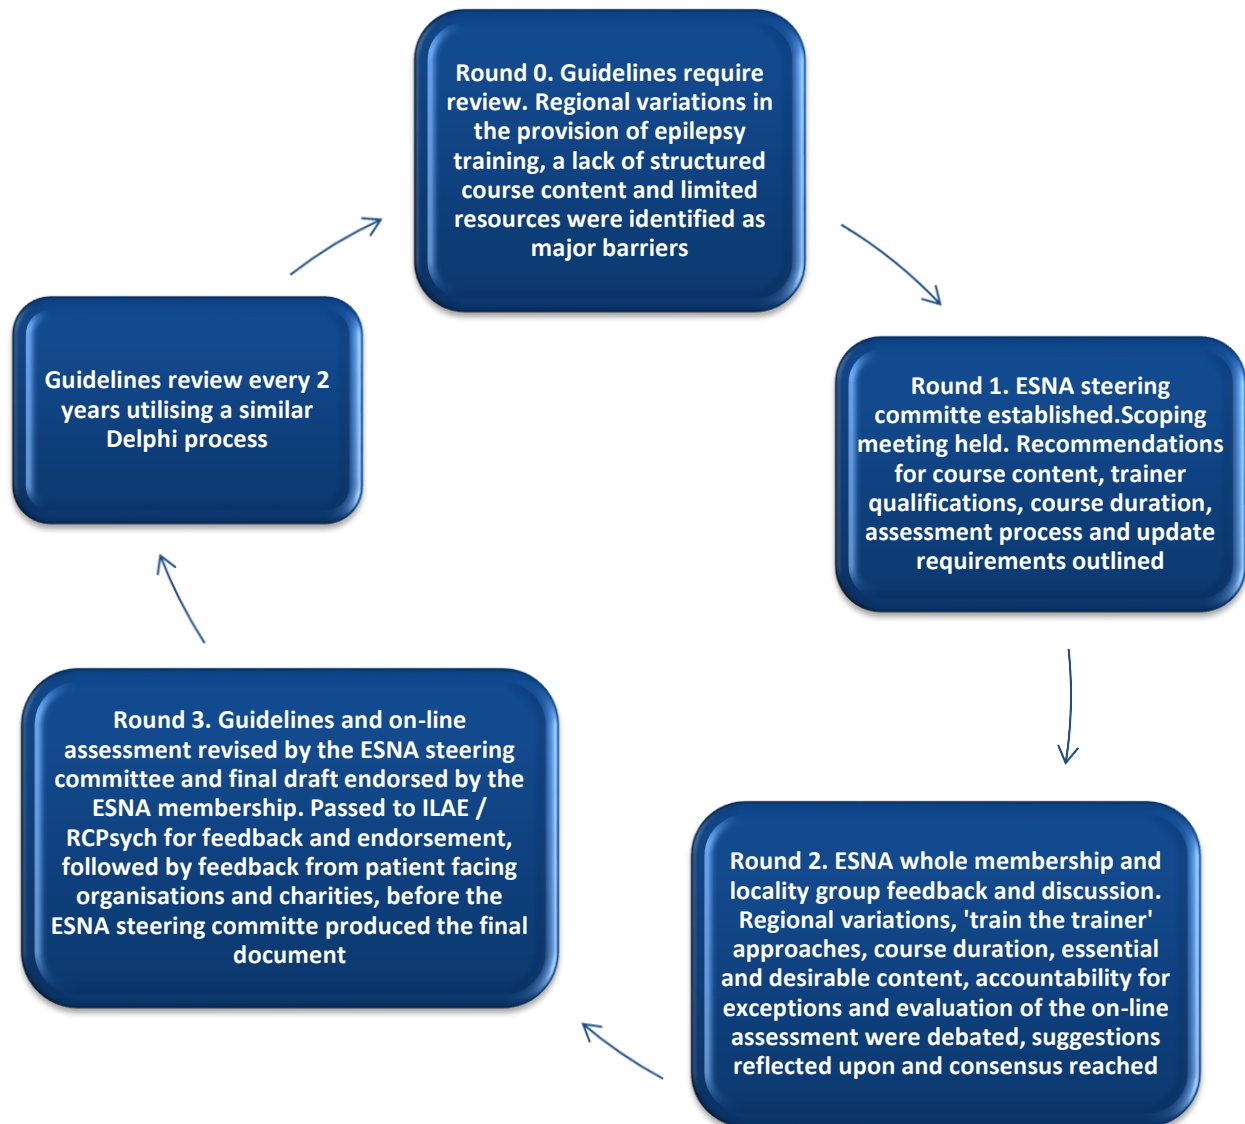 Round 0. Guidelines require
review. Regional variations in
the provision of epilepsy
training, a lack of structured
course content and limited
resources were identified as
major barriers
Round 1. ESNA steering
committe established.Scoping
meeting held. Recommendations
for course content, trainer
qualifications, course duration,
assessment process and update
requirements outlined
Round 2. ESNA whole membership and
locality group feedback and discussion.
Regional variations, 'train the trainer'
approaches, course duration, essential
and desirable content, accountability for
exceptions and evaluation of the on-line
assessment were debated, suggestions
reflected upon and consensus reached
Round 3. Guidelines and on-line
assessment revised by the ESNA steering
committee and final draft endorsed by the
ESNA membership. Passed to ILAE /
RCPsych for feedback and endorsement,
followed by feedback from patient facing
organisations and charities, before the
ESNA steering committe produced the final
document
Guidelines review every 2
years utilising a similar
Delphi process